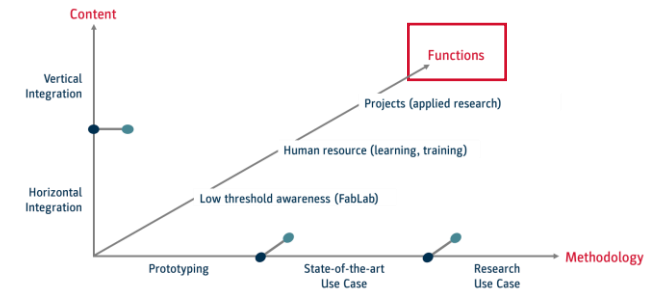 Content
Functions
Vertical
Integration
Projects (applied research)
Human resource (learning, training)
Horizontal
Integration
Low threshold awareness (FabLab)
Methodology
Prototyping
State-of-the-art
Use Case
Research
Use Case